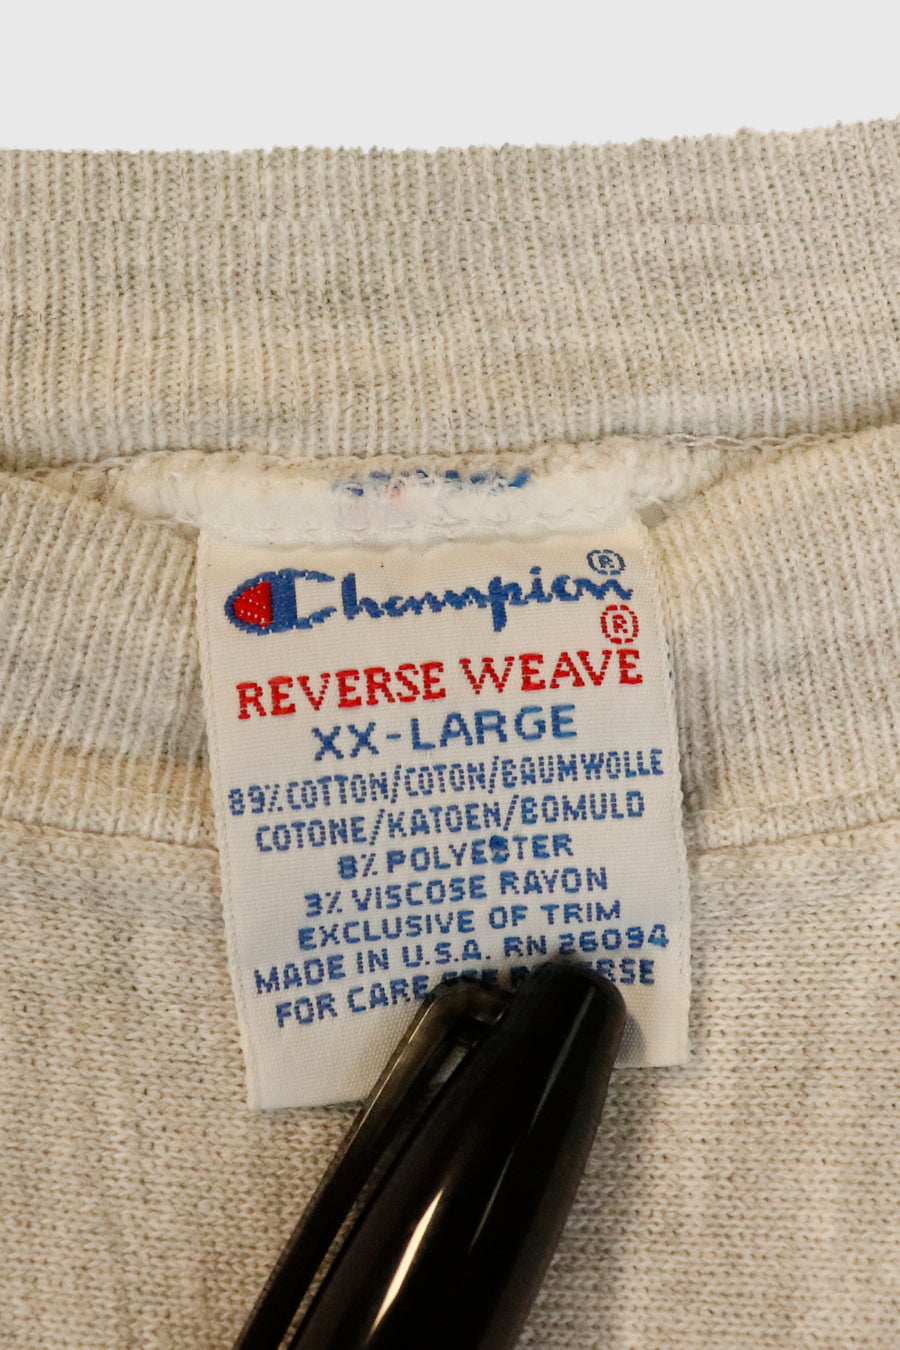 Champion®
®
REVERSE WEAVE
XX-LARGE
89% COTTON/COTON/BAUMWOLLE
COTONE/KATOEN/BOMULD
8% POLYESTER
3% VISCOSE RAYON
EXCLUSIVE OF TRIM
MADE IN U.S.A. RN 26094
FOR CARE SEE